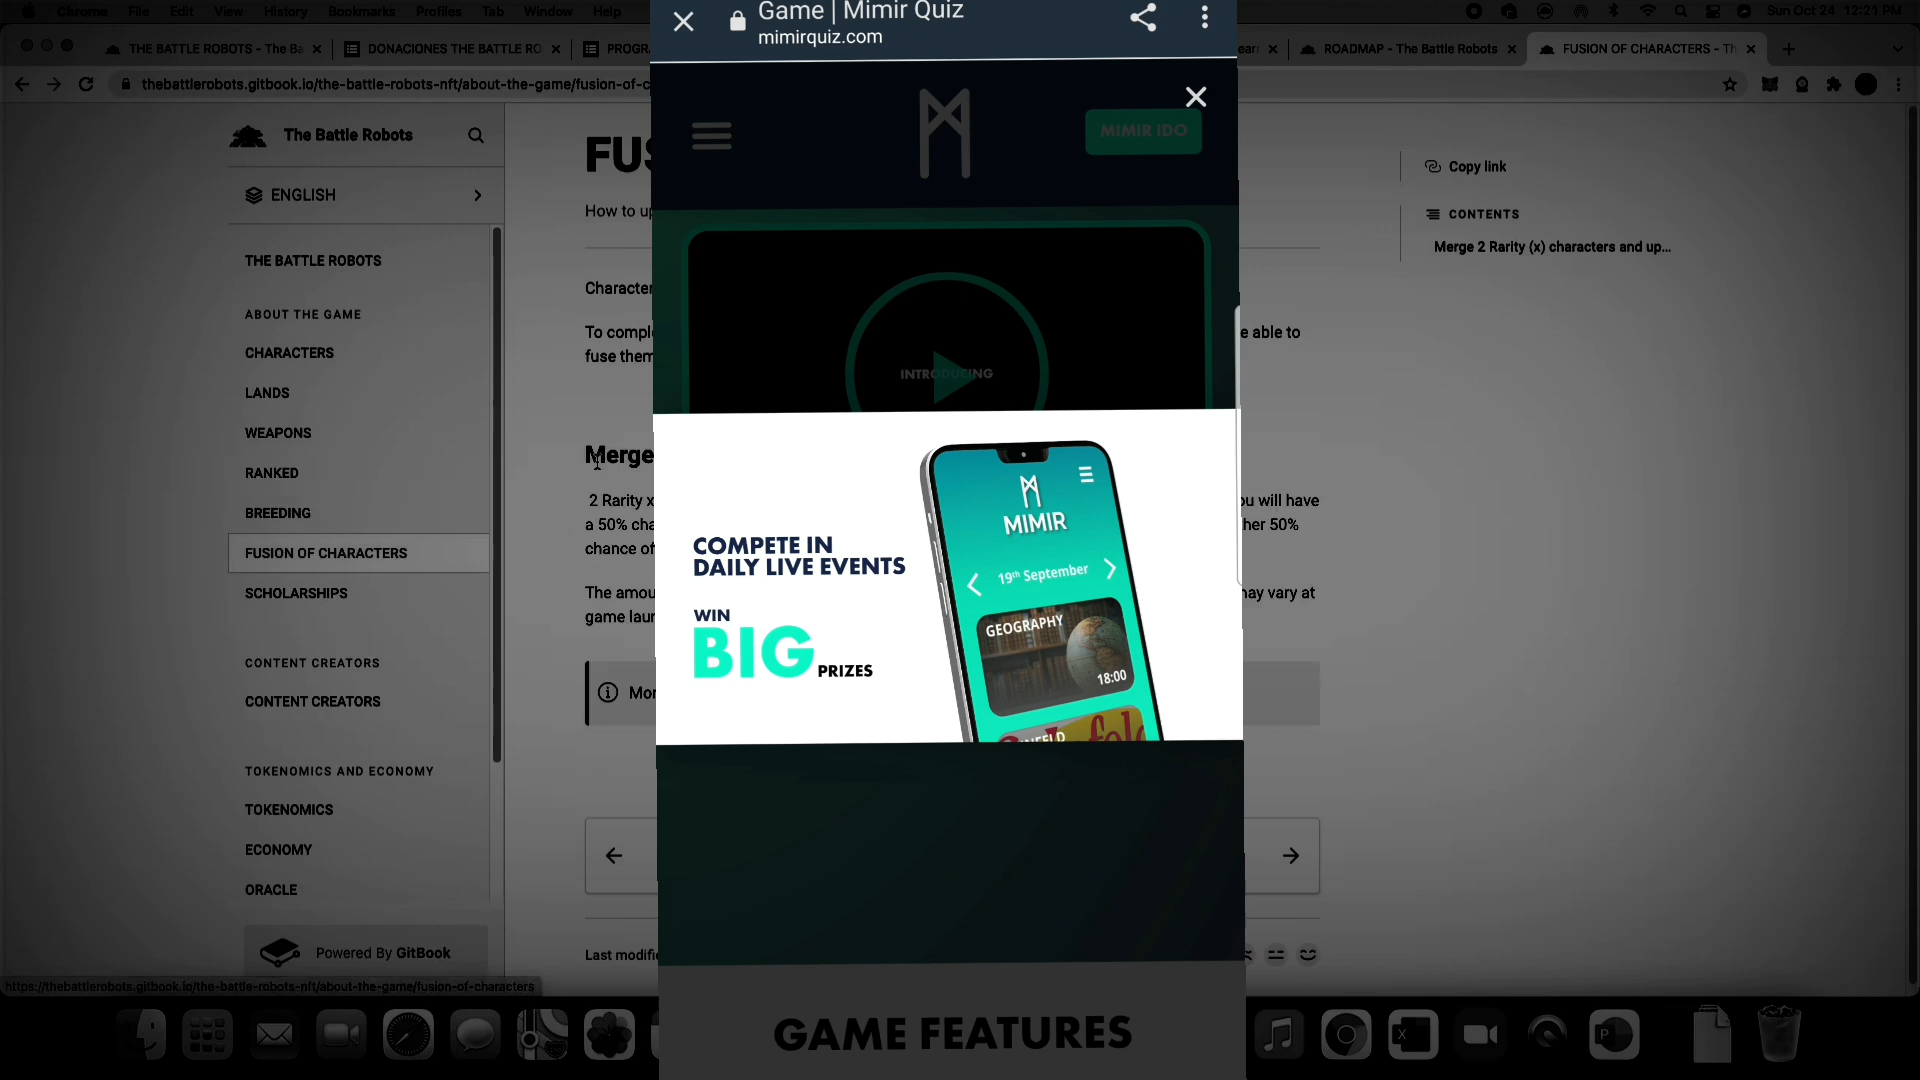 Chrome File Edit View History Bookmarks Profiles Tab Window Help
Sun Oct 24 12:21 PM
THE BATTLE ROBOTS - The Ba
DONACIONES THE BATTLE RO
PROGR
ROADMAP - The Battle Robots
FUSION OF CHARACTERS - Th
thebattlerobots.gitbook.io/the-battle-robots-nft/about-the-game/fusion-of-c
The Battle Robots
ENGLISH
THE BATTLE ROBOTS
ABOUT THE GAME
CHARACTERS
LANDS
WEAPONS
RANKED
BREEDING
FUSION OF CHARACTERS
SCHOLARSHIPS
CONTENT CREATORS
CONTENT CREATORS
TOKENOMICS AND ECONOMY
TOKENOMICS
ECONOMY
ORACLE
Powered By GitBook
https://thebattlerobots.gitbook.io/the-battle-robots-nft/about-the-game/fusion-of-characters
FUS
How to up
Character
To comple
e able to
fuse them
Merge
2 Rarity x
ou will have
a 50% cha
her 50%
chance of
The amou
may vary at
game laun
Mor
Last modifie
Copy link
CONTENTS
Merge 2 Rarity (x) characters and up...
Game | Mimir Quiz
mimirquiz.com
MIMIR IDO
INTRODUCING
COMPETE IN
DAILY LIVE EVENTS
WIN
BIG
PRIZES
MIMIR
19th September
GEOGRAPHY
18:00
GAME FEATURES